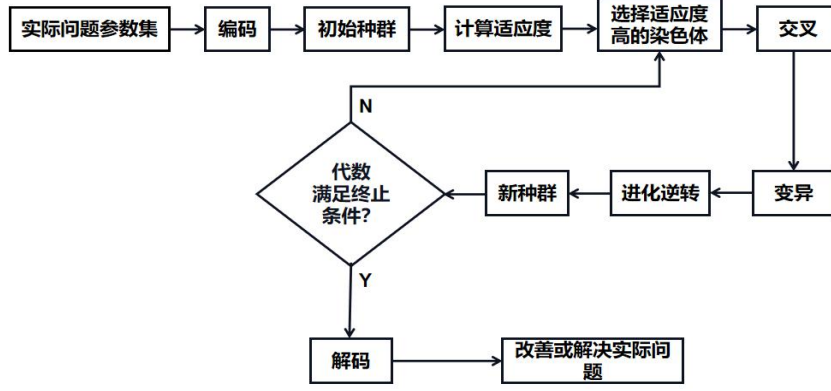 实际问题参数集
编码
初始种群
计算适应度
选择适应度
高的染色体
交叉
N
代数
满足终止
条件?
新种群
进化逆转
变异
Y
解码
改善或解决实际问
题